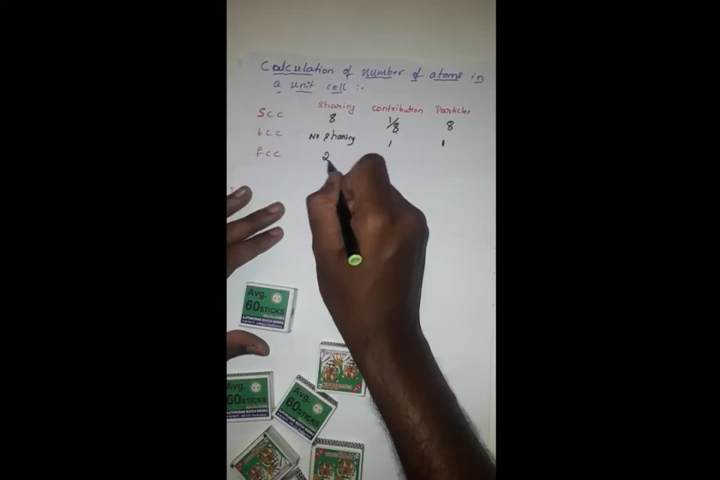 Calculation of number of atoms in
a unit cell :-
Sharing Contribution Particles
Scc 8 1/8 8
bcc No sharing 1 1
fcc 2
Avg.
60 STICKS
Avg.
60 STICKS
Avg.
60 STICKS